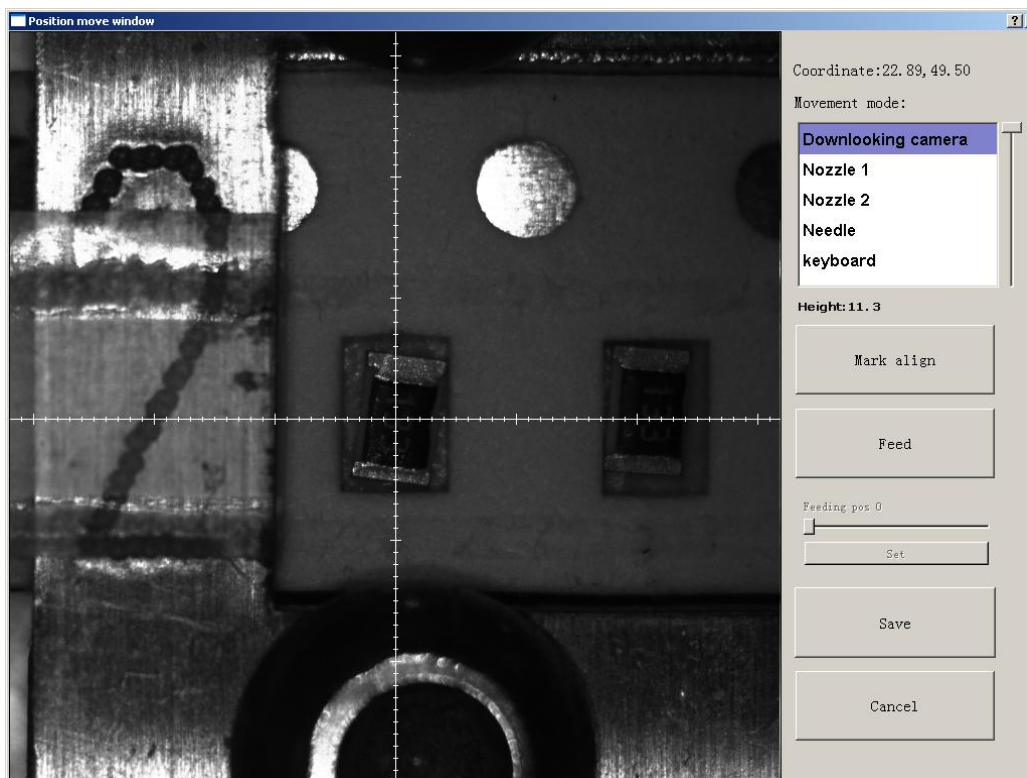 Position move window
?
Coordinate:22.89,49.50
Movement mode:
Downlooking camera
Nozzle 1
Nozzle 2
Needle
keyboard
Height:11.3
Mark align
Feed
Feeding pos 0
Set
Save
Cancel